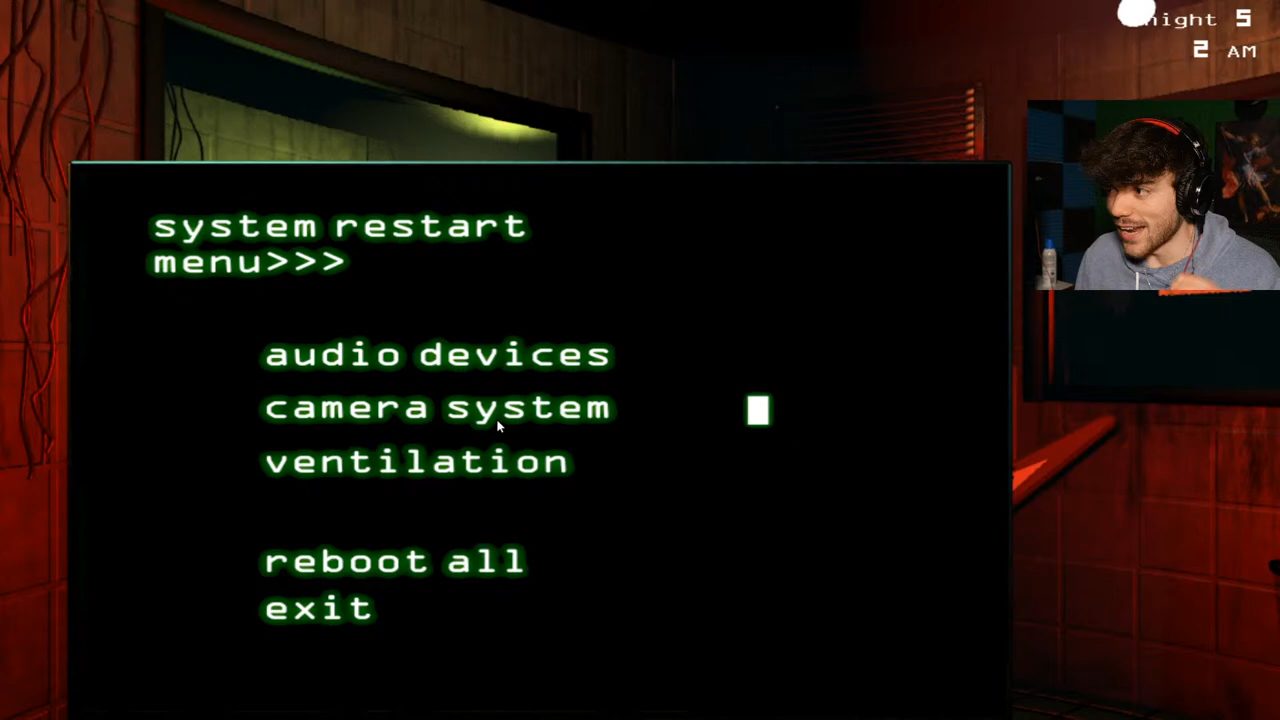 night 5
2 AM
system restart
menu>>>
audio devices
camera system
ventilation
reboot all
exit